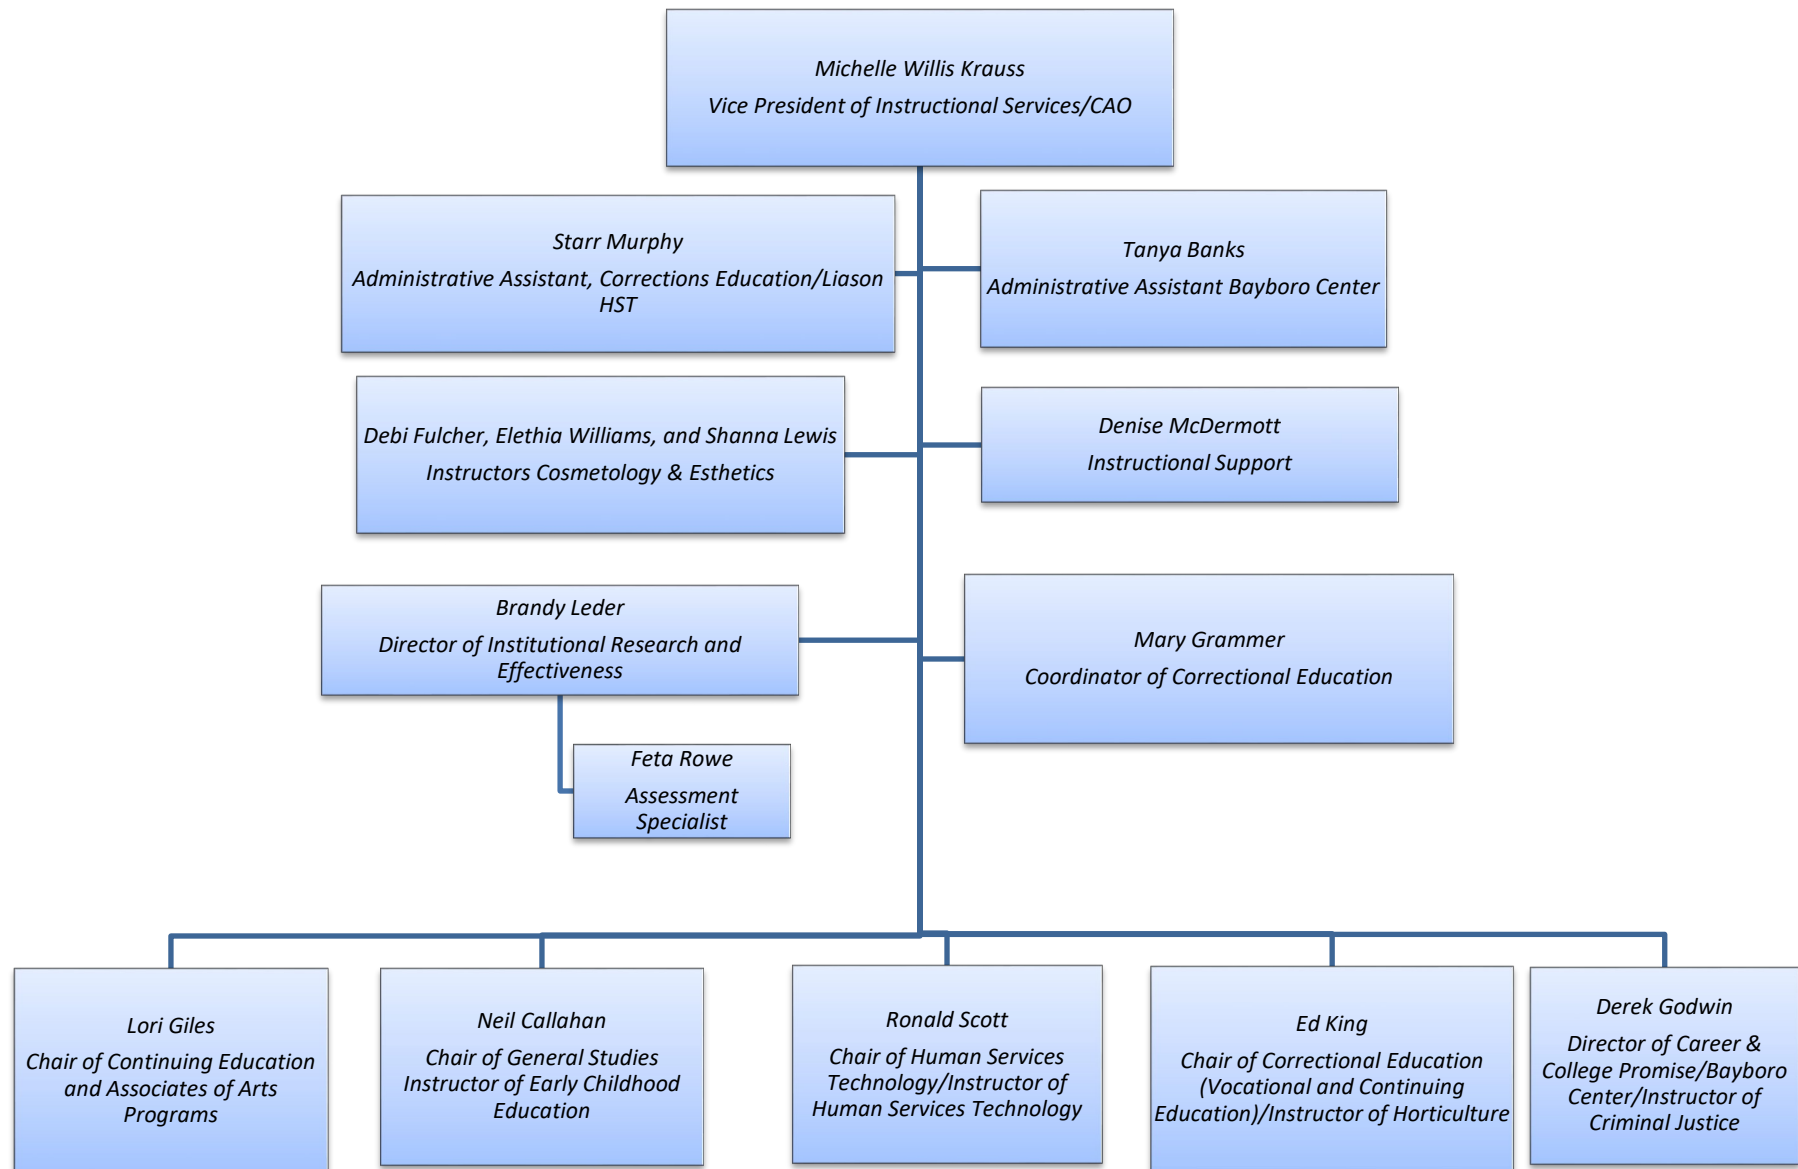 Michelle Willis Krauss
Vice President of Instructional Services/CAO
Starr Murphy
Administrative Assistant, Corrections Education/Liason
HST
Tanya Banks
Administrative Assistant Bayboro Center
Debi Fulcher, Elethia Williams, and Shanna Lewis
Instructors Cosmetology & Esthetics
Denise McDermott
Instructional Support
Brandy Leder
Director of Institutional Research and
Effectiveness
Mary Grammer
Coordinator of Correctional Education
Feta Rowe
Assessment
Specialist
Lori Giles
Chair of Continuing Education
and Associates of Arts
Programs
Neil Callahan
Chair of General Studies
Instructor of Early Childhood
Education
Ronald Scott
Chair of Human Services
Technology/Instructor of
Human Services Technology
Ed King
Chair of Correctional Education
(Vocational and Continuing
Education)/Instructor of Horticulture
Derek Godwin
Director of Career &
College Promise/Bayboro
Center/Instructor of
Criminal Justice